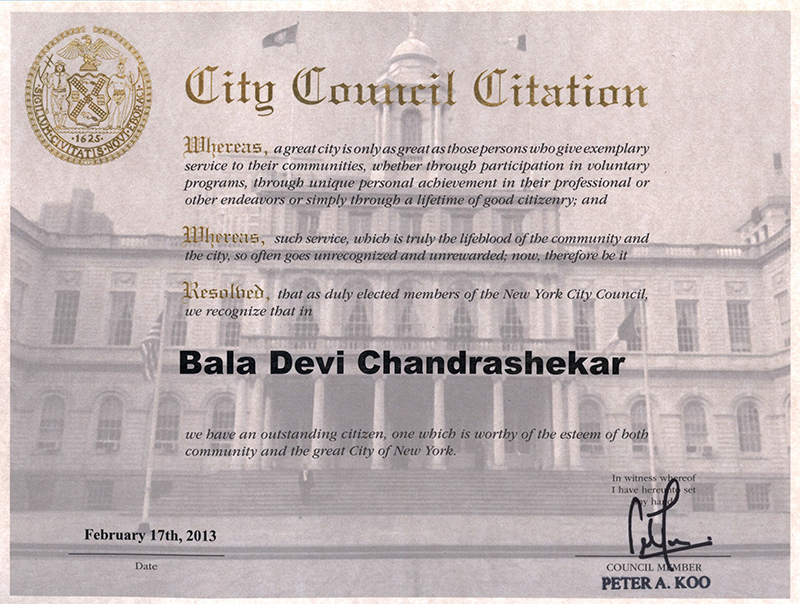 City Council Citation
Whereas, a great city is only as great as those persons who give exemplary
service to their communities, whether through participation in voluntary
programs, through unique personal achievement in their professional or
other endeavors or simply through a lifetime of good citizenry; and
Whereas, such service, which is truly the lifeblood of the community and
the city, so often goes unrecognized and unrewarded; now, therefore be it
Resolved, that as duly elected members of the New York City Council,
we recognize that in
Bala Devi Chandrashekar
we have an outstanding citizen, one which is worthy of the esteem of both
community and the great City of New York.
In witness whereof
I have hereunto set
my hand
February 17th, 2013
Date
COUNCIL MEMBER
PETER A. KOO
SIGILLUM CIVITATIS NOVI EBORACI
1625